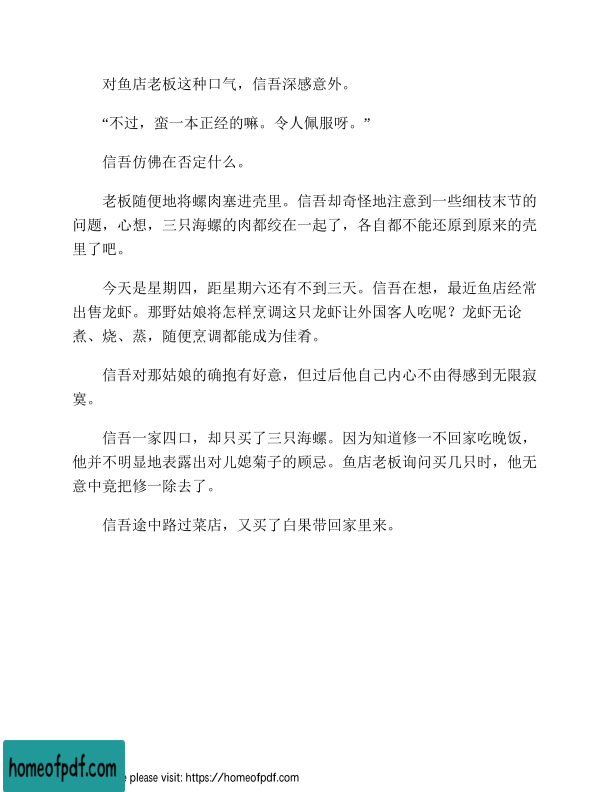 对鱼店老板这种口气，信吾深感意外。
“不过，蛮一本正经的嘛。令人佩服呀。”
信吾仿佛在否定什么。
老板随便地将螺肉塞进壳里。信吾却奇怪地注意到一些细枝末节的
问题，心想，三只海螺的肉都绞在一起了，各自都不能还原到原来的壳
里了吧。
今天是星期四，距星期六还有不到三天。信吾在想，最近鱼店经常
出售龙虾。那野姑娘将怎样烹调这只龙虾让外国客人吃呢？龙虾无论
煮、烧、蒸，随便烹调都能成为佳肴。
信吾对那姑娘的确抱有好意，但过后他自己内心不由得感到无限寂
寞。
信吾一家四口，却只买了三只海螺。因为知道修一不回家吃晚饭，
他并不明显地表露出对儿媳菊子的顾忌。鱼店老板询问买几只时，他无
意中竟把修一除去了。
信吾途中路过菜店，又买了白果带回家里来。
homeofpdf.com
please visit: https://homeofpdf.com